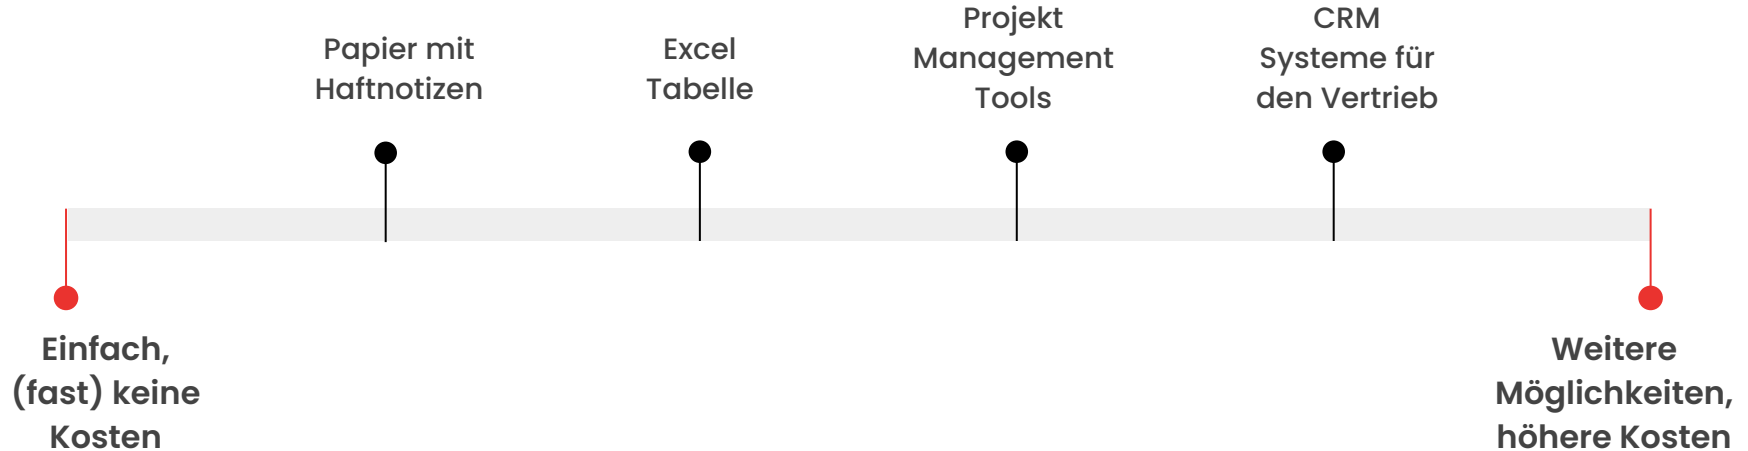 Papier mit
Haftnotizen
Excel
Tabelle
Projekt
Management
Tools
CRM
Systeme für
den Vertrieb
Einfach,
(fast) keine
Kosten
Weitere
Möglichkeiten,
höhere Kosten